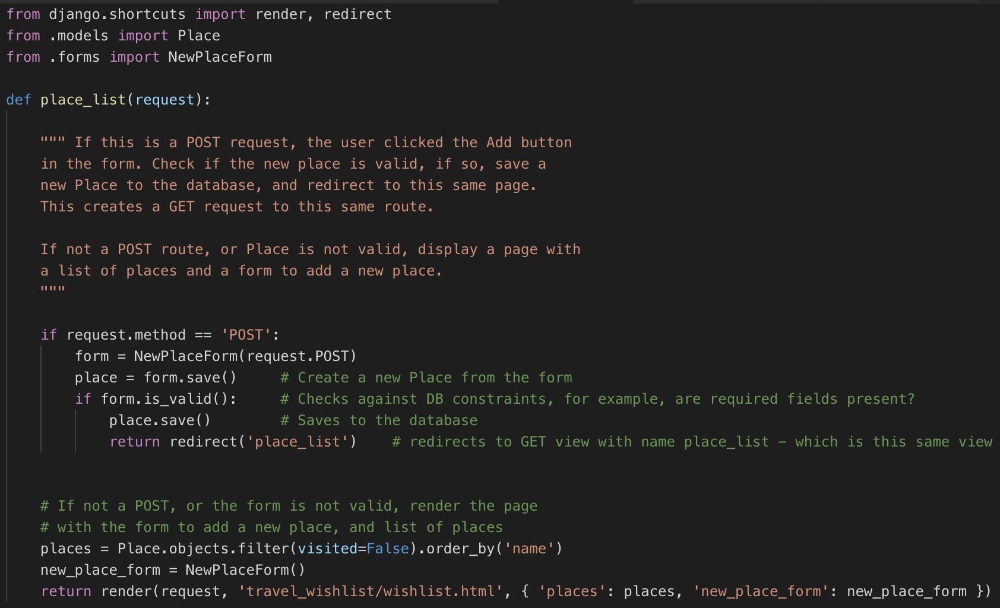 from django.shortcuts import render, redirect
from .models import Place
from .forms import NewPlaceForm

def place_list(request):

    """ If this is a POST request, the user clicked the Add button
    in the form. Check if the new place is valid, if so, save a
    new Place to the database, and redirect to this same page.
    This creates a GET request to this same route.

    If not a POST route, or Place is not valid, display a page with
    a list of places and a form to add a new place.
    """

    if request.method == 'POST':
        form = NewPlaceForm(request.POST)
        place = form.save()     # Create a new Place from the form
        if form.is_valid():     # Checks against DB constraints, for example, are required fields present?
            place.save()        # Saves to the database
            return redirect('place_list')    # redirects to GET view with name place_list – which is this same view


    # If not a POST, or the form is not valid, render the page
    # with the form to add a new place, and list of places
    places = Place.objects.filter(visited=False).order_by('name')
    new_place_form = NewPlaceForm()
    return render(request, 'travel_wishlist/wishlist.html', { 'places': places, 'new_place_form': new_place_form })